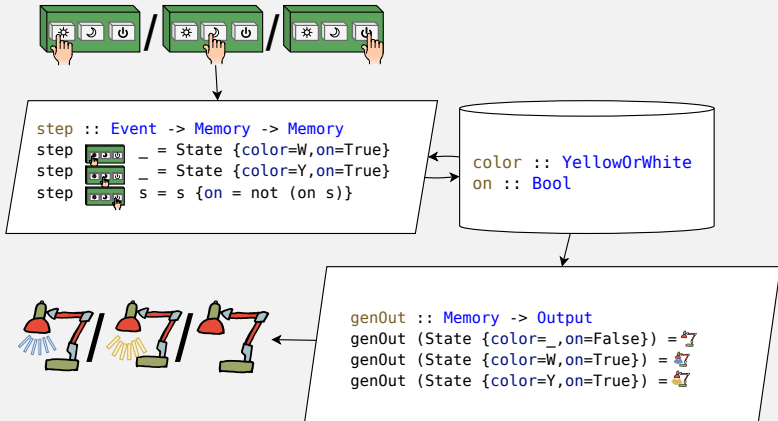 / /
step :: Event -> Memory -> Memory
step _ = State {color=W,on=True}
step _ = State {color=Y,on=True}
step s = s {on = not (on s)}
color :: YellowOrWhite
on :: Bool
/ /
genOut :: Memory -> Output
genOut (State {color=_,on=False}) =
genOut (State {color=W,on=True}) =
genOut (State {color=Y,on=True}) =